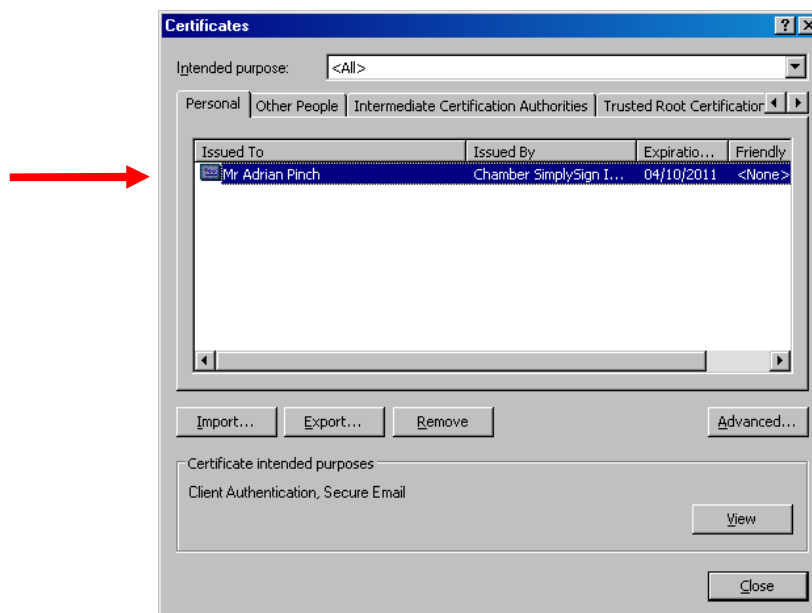 Certificates
Intended purpose: <All>
Personal Other People Intermediate Certification Authorities Trusted Root Certification
Issued To Issued By Expiratio... Friendly
Mr Adrian Pinch Chamber SimplySign I... 04/10/2011 <None>
Import... Export... Remove Advanced...
Certificate intended purposes
Client Authentication, Secure Email
View
Close